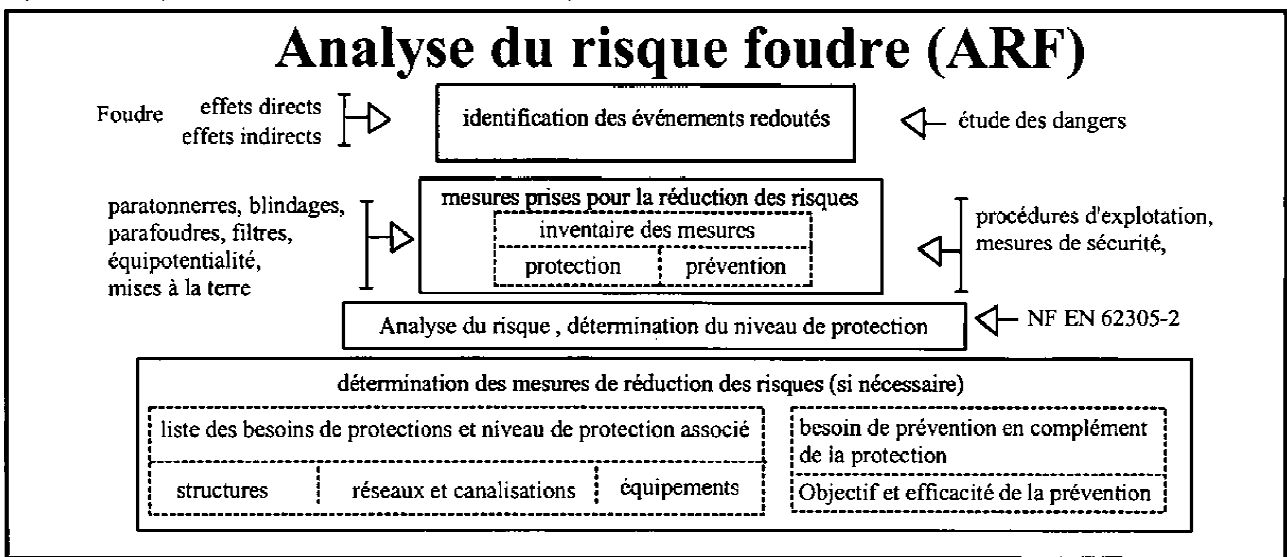 Analyse du risque foudre (ARF)
Foudre
effets directs
effets indirects
identification des événements redoutés
étude des dangers
paratonnerres, blindages,
parafoudres, filtres,
équipotentialité,
mises à la terre
mesures prises pour la réduction des risques
inventaire des mesures
protection
prévention
procédures d'explotation,
mesures de sécurité,
Analyse du risque , détermination du niveau de protection
NF EN 62305-2
détermination des mesures de réduction des risques (si nécessaire)
liste des besoins de protections et niveau de protection associé
structures
réseaux et canalisations
équipements
besoin de prévention en complément
de la protection
Objectif et efficacité de la prévention